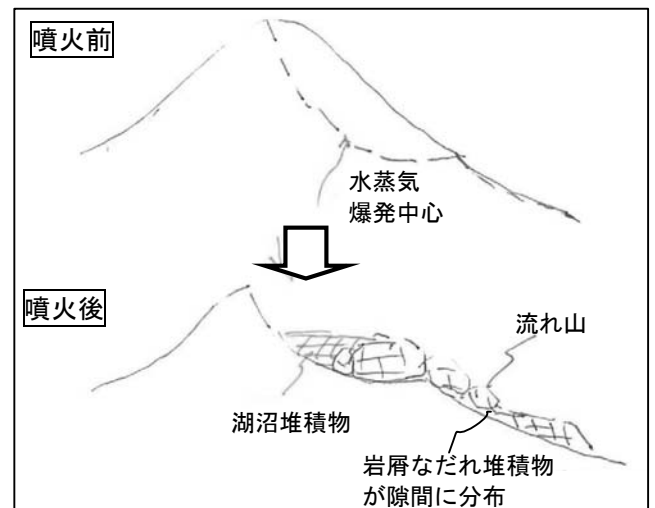 噴火前
水蒸気
爆発中心
噴火後
流れ山
湖沼堆積物
岩屑なだれ堆積物
が隙間に分布